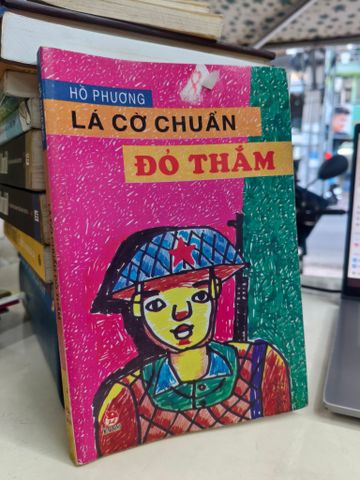 HỒ PHƯƠNG
LÁ CỜ CHUẨN
ĐỎ THẮM